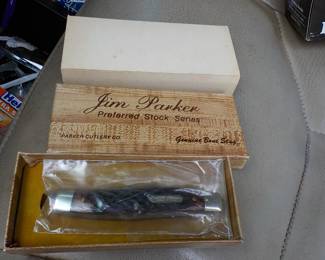 Jim Parker
Preferred Stock Series
PARKER CUTLERY CO. Genuine Bone Stag